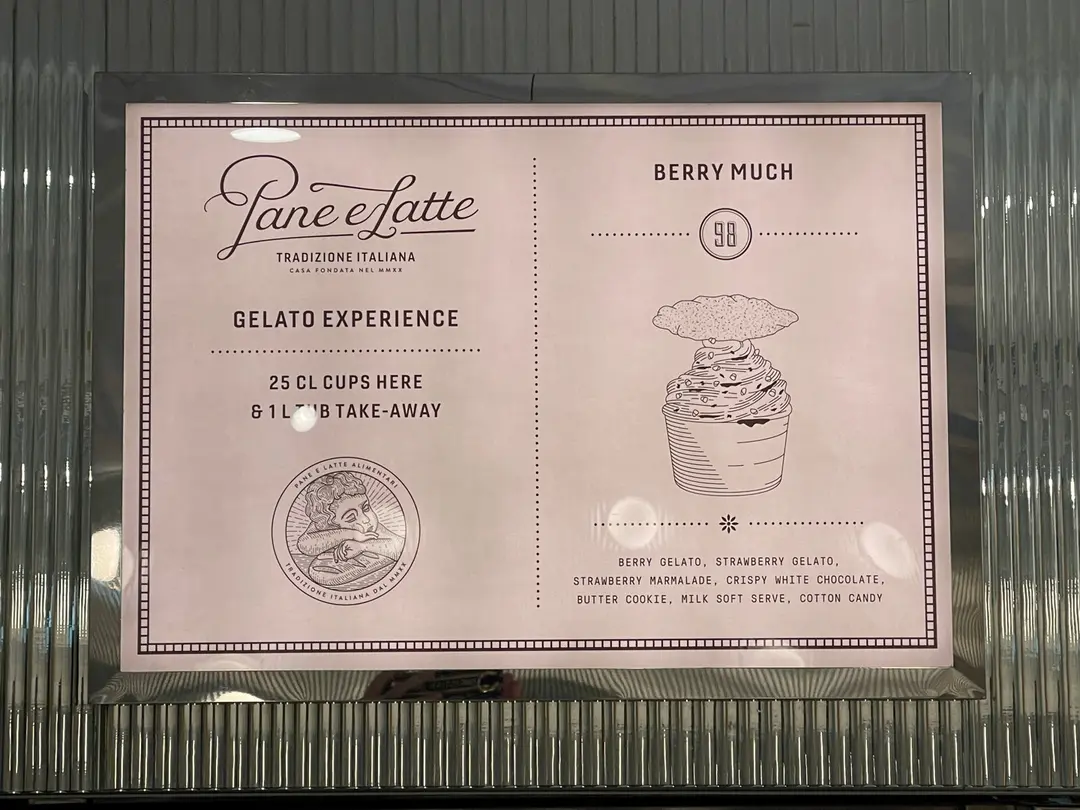 Pane e Latte
TRADIZIONE ITALIANA
CASA FONDATA NEL MMXX
GELATO EXPERIENCE
25 CL CUPS HERE
& 1 L TUB TAKE-AWAY
PANE E LATTE ALIMENTARI
TRADIZIONE ITALIANA DAL MMXX
BERRY MUCH
98
BERRY GELATO, STRAWBERRY GELATO,
STRAWBERRY MARMALADE, CRISPY WHITE CHOCOLATE,
BUTTER COOKIE, MILK SOFT SERVE, COTTON CANDY